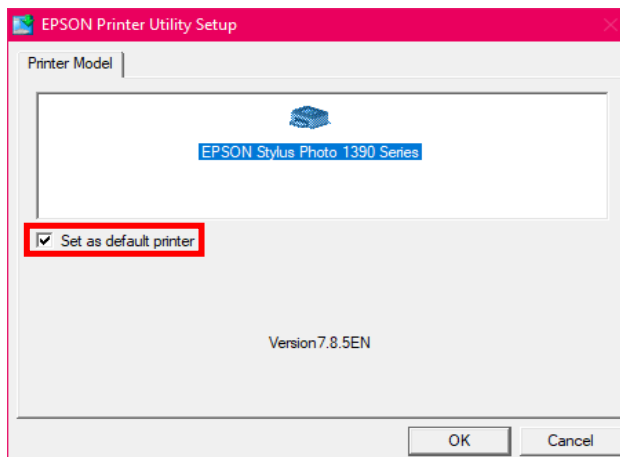 EPSON Printer Utility Setup
Printer Model
EPSON Stylus Photo 1390 Series
Set as default printer
Version7.8.5EN
OK
Cancel